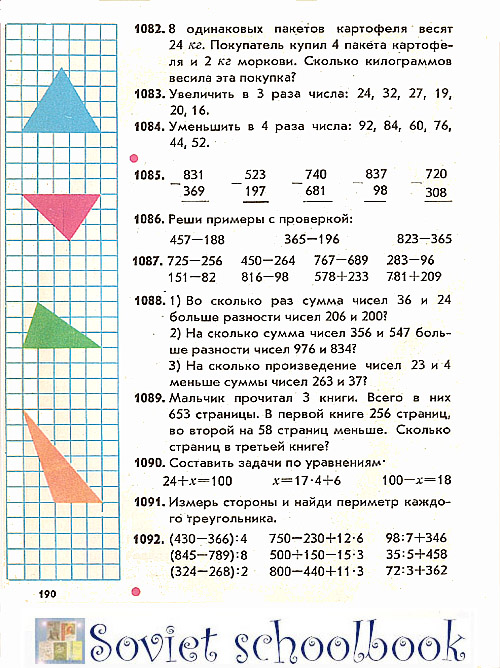 1082. 8 одинаковых пакетов картофеля весят
24 кг. Покупатель купил 4 пакета картофе-
ля и 2 кг моркови. Сколько килограммов
весила эта покупка?
1083. Увеличить в 3 раза числа: 24, 32, 27, 19,
20, 16.
1084. Уменьшить в 4 раза числа: 92, 84, 60, 76,
44, 52.
1085. 831 523 740 837 720
— 369 — 197 — 681 — 98 — 308
1086. Реши примеры с проверкой:
457—188 365—196 823—365
1087. 725—256 450—264 767—689 283—96
151—82 816—98 578+233 781+209
1088. 1) Во сколько раз сумма чисел 36 и 24
больше разности чисел 206 и 200?
2) На сколько сумма чисел 356 и 547 боль-
ше разности чисел 976 и 834?
3) На сколько произведение чисел 23 и 4
меньше суммы чисел 263 и 37?
1089. Мальчик прочитал 3 книги. Всего в них
653 страницы. В первой книге 256 страниц,
во второй на 58 страниц меньше. Сколько
страниц в третьей книге?
1090. Составить задачи по уравнениям:
24+x=100 x=17·4+6 100—x=18
1091. Измерь стороны и найди периметр каждо-
го треугольника.
1092. (430—366):4 750—230+12·6 98:7+346
(845—789):8 500+150—15·3 35:5+458
(324—268):2 800—440+11·3 72:3+362
190
Soviet schoolbook